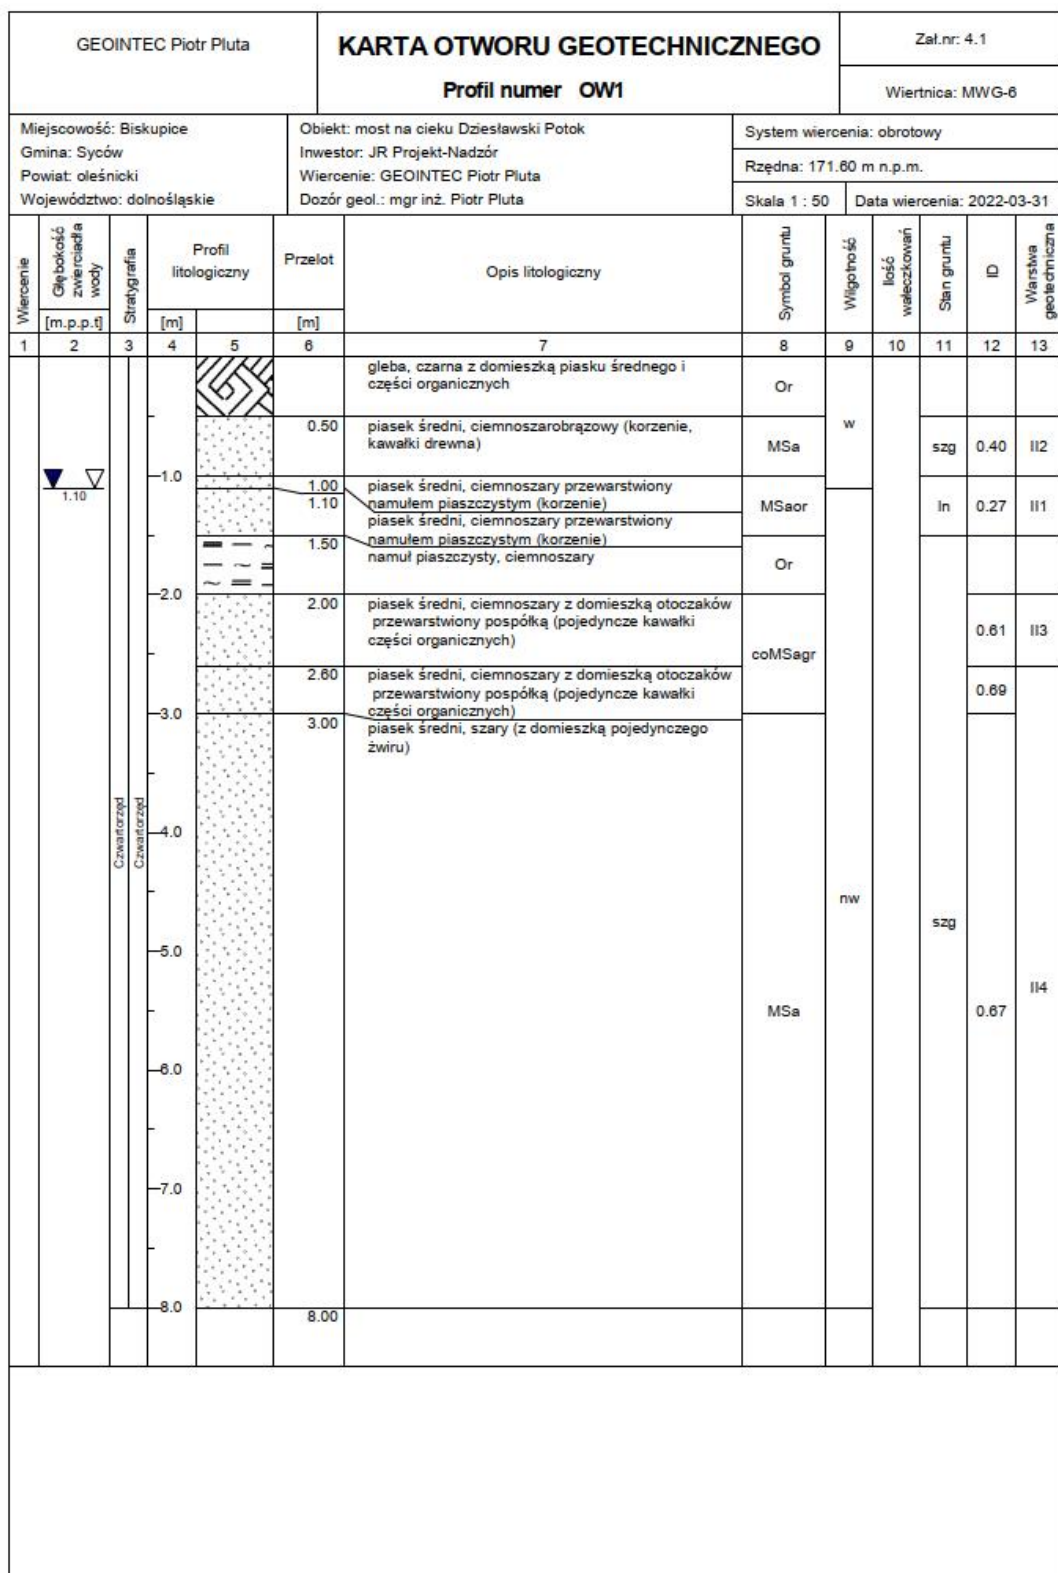 GEOINTEC Piotr Pluta
KARTA OTWORU GEOTECHNICZNEGO
Profil numer OW1
Zał.nr: 4.1
Wiertnica: MWG-6
Miejscowość: Biskupice
Gmina: Syców
Powiat: oleśnicki
Województwo: dolnośląskie
Obiekt: most na cieku Dziesławski Potok
Inwestor: JR Projekt-Nadzór
Wiercenie: GEOINTEC Piotr Pluta
Dozór geol.: mgr inż. Piotr Pluta
System wiercenia: obrotowy
Rzędna: 171.60 m n.p.m.
Skala 1 : 50
Data wiercenia: 2022-03-31
Wiercenie
Głębokość
zwierciadła
wody
[m.p.p.t]
Stratygrafia
Profil
litologiczny
[m]
Przelot
[m]
Opis litologiczny
Symbol gruntu
Wilgotność
Ilość
wałeczkowań
Stan gruntu
ID
Warstwa
geotechniczna
1 2 3 4 5 6 7 8 9 10 11 12 13
gleba, czarna z domieszką piasku średniego i
części organicznych
Or
0.50
piasek średni, ciemnoszarobrązowy (korzenie,
kawałki drewna)
MSa
w
szg
0.40
II2
1.10
1.0
1.00
piasek średni, ciemnoszary przewarstwiony
namułem piaszczystym (korzenie)
1.10
piasek średni, ciemnoszary przewarstwiony
namułem piaszczystym (korzenie)
MSaor
ln
0.27
II1
1.50
namuł piaszczysty, ciemnoszary
Or
2.0
2.00
piasek średni, ciemnoszary z domieszką otoczaków
przewarstwiony pospółką (pojedyncze kawałki
części organicznych)
coMSagr
0.61
II3
2.60
piasek średni, ciemnoszary z domieszką otoczaków
przewarstwiony pospółką (pojedyncze kawałki
części organicznych)
0.69
3.0
3.00
piasek średni, szary (z domieszką pojedynczego
żwiru)
Czwartorzęd
Czwartorzęd
4.0
nw
szg
5.0
II4
MSa
0.67
6.0
7.0
8.0
8.00